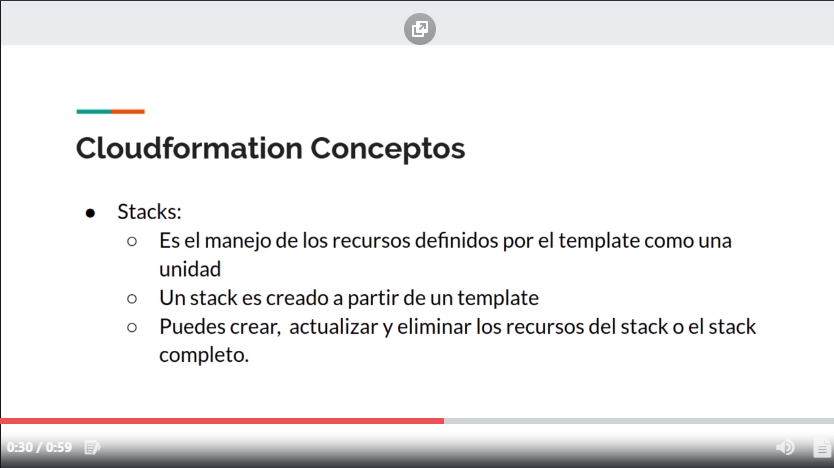 Cloudformation Conceptos
● Stacks:
○ Es el manejo de los recursos definidos por el template como una
unidad
○ Un stack es creado a partir de un template
○ Puedes crear, actualizar y eliminar los recursos del stack o el stack
completo.
0:30 / 0:59